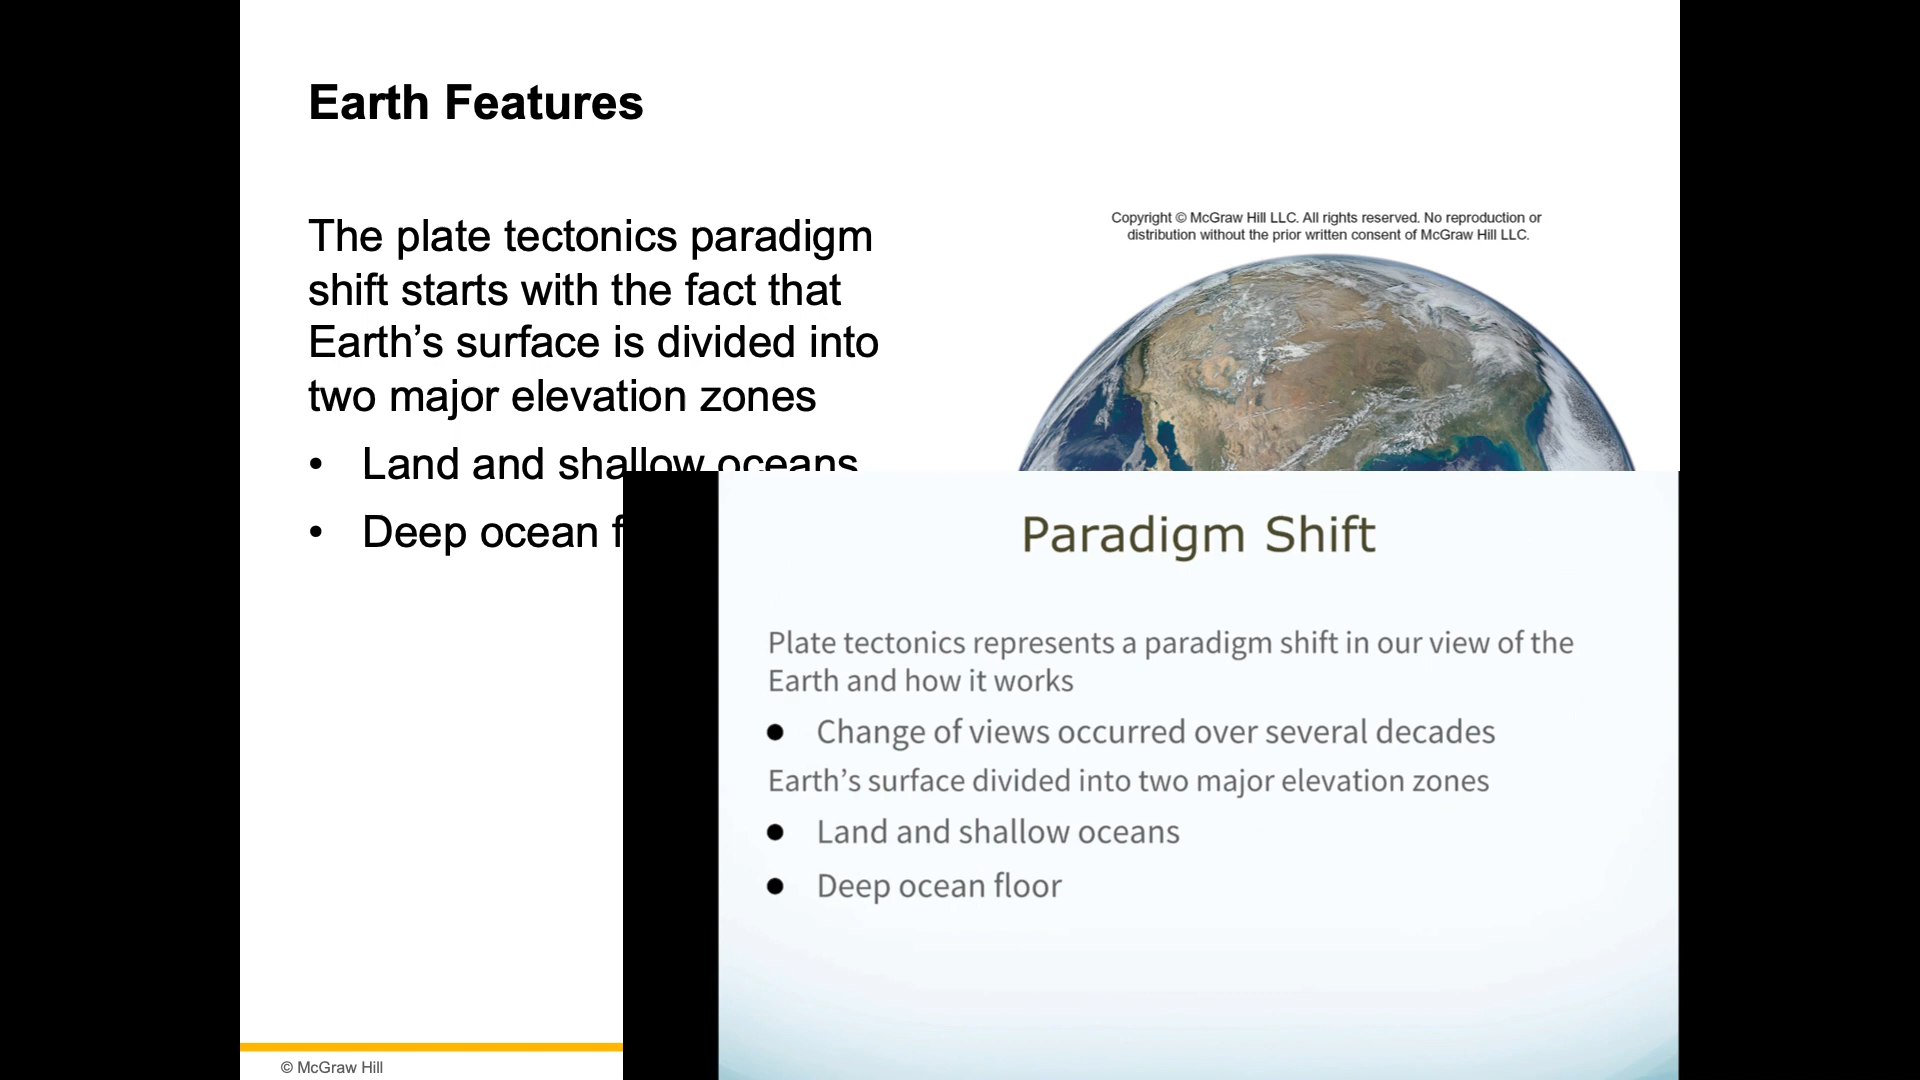 Earth Features
The plate tectonics paradigm
shift starts with the fact that
Earth’s surface is divided into
two major elevation zones
• Land and shallow oceans
• Deep ocean
Copyright © McGraw Hill LLC. All rights reserved. No reproduction or
distribution without the prior written consent of McGraw Hill LLC.
Paradigm Shift
Plate tectonics represents a paradigm shift in our view of the
Earth and how it works
● Change of views occurred over several decades
Earth’s surface divided into two major elevation zones
● Land and shallow oceans
● Deep ocean floor
© McGraw Hill